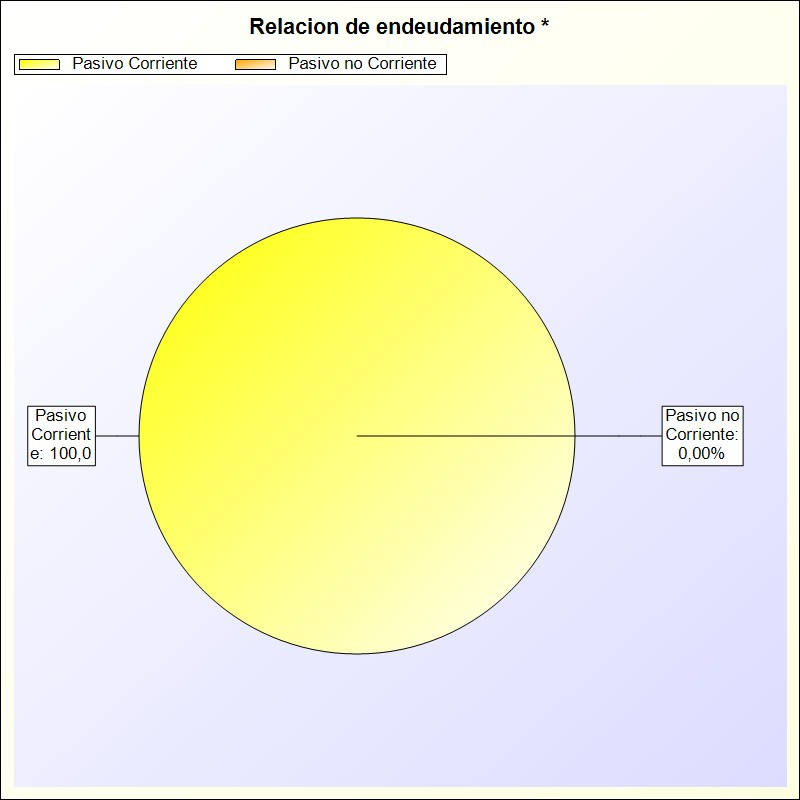 Relacion de endeudamiento *
Pasivo Corriente
Pasivo no Corriente
Pasivo
Corrient
e: 100,0
Pasivo no
Corriente:
0,00%